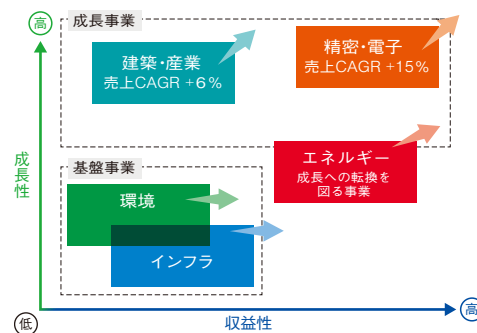 高
成長事業
建築・産業
売上CAGR +6%
精密・電子
売上CAGR +15%
成長性
基盤事業
エネルギー
成長への転換を
図る事業
環境
インフラ
低
収益性
高